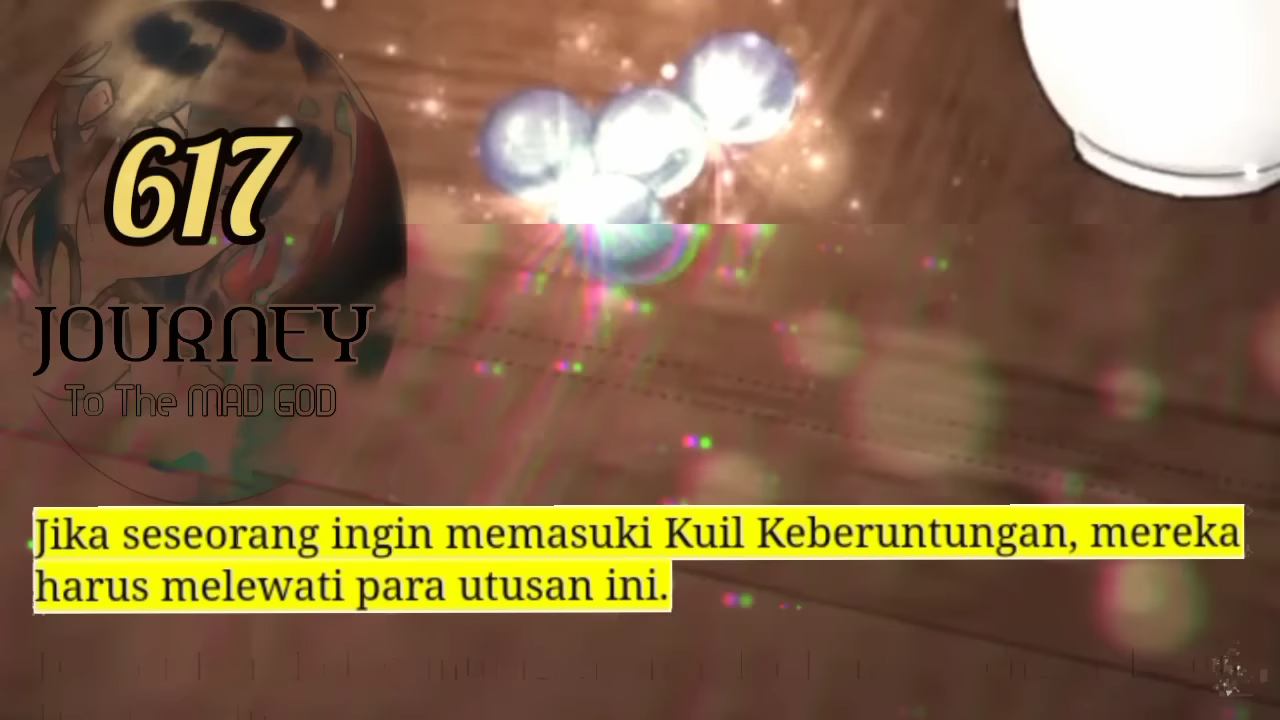 617
JOURNEY
To The MAD GOD
Jika seseorang ingin memasuki Kuil Keberuntungan, mereka
harus melewati para utusan ini.